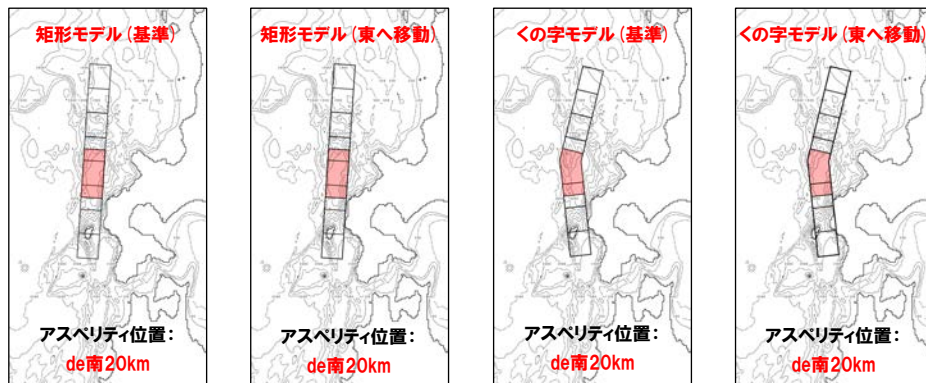 矩形モデル(基準)
アスペリティ位置：
de南20km
矩形モデル(東へ移動)
アスペリティ位置：
de南20km
くの字モデル(基準)
アスペリティ位置：
de南20km
くの字モデル(東へ移動)
アスペリティ位置：
de南20km